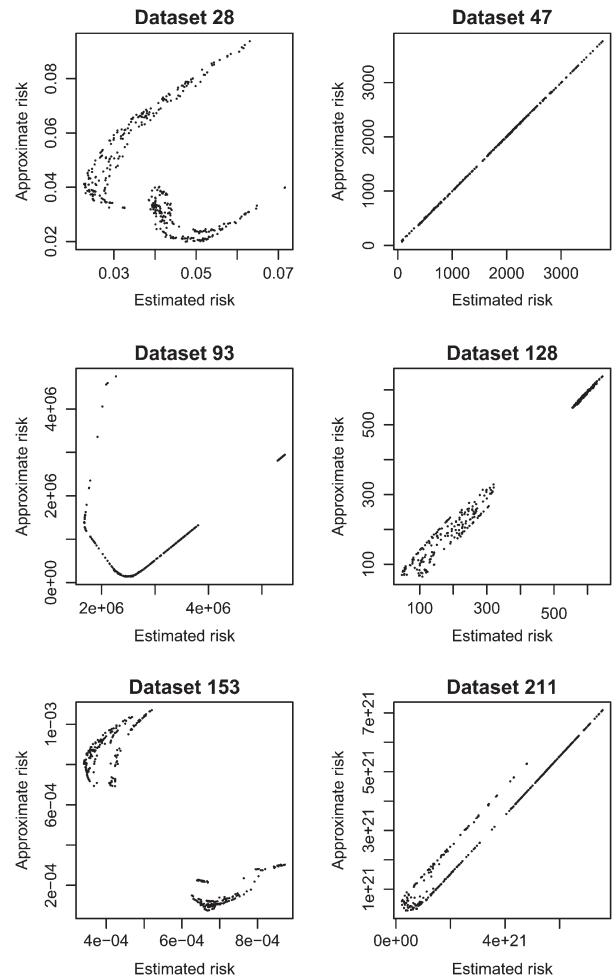 Dataset 28
Approximate risk
0.02 0.04 0.06 0.08
0.03 0.05 0.07
Estimated risk
Dataset 47
Approximate risk
0 1000 2000 3000
0 1000 2000 3000
Estimated risk
Dataset 93
Approximate risk
0e+00 2e+06 4e+06
2e+06 4e+06
Estimated risk
Dataset 128
Approximate risk
100 300 500
100 300 500
Estimated risk
Dataset 153
Approximate risk
2e−04 6e−04 1e−03
4e−04 6e−04 8e−04
Estimated risk
Dataset 211
Approximate risk
1e+21 3e+21 5e+21 7e+21
0e+00 4e+21
Estimated risk